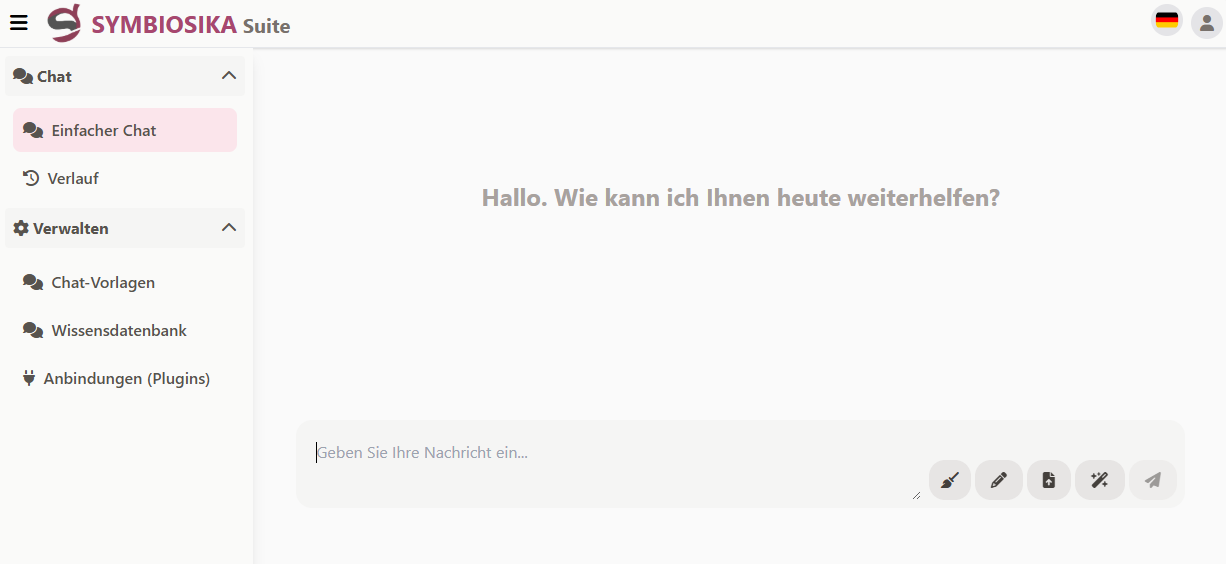 SYMBIOSIKA Suite
Chat
Einfacher Chat
Verlauf
Verwalten
Chat-Vorlagen
Wissensdatenbank
Anbindungen (Plugins)
Hallo. Wie kann ich Ihnen heute weiterhelfen?
Geben Sie Ihre Nachricht ein...